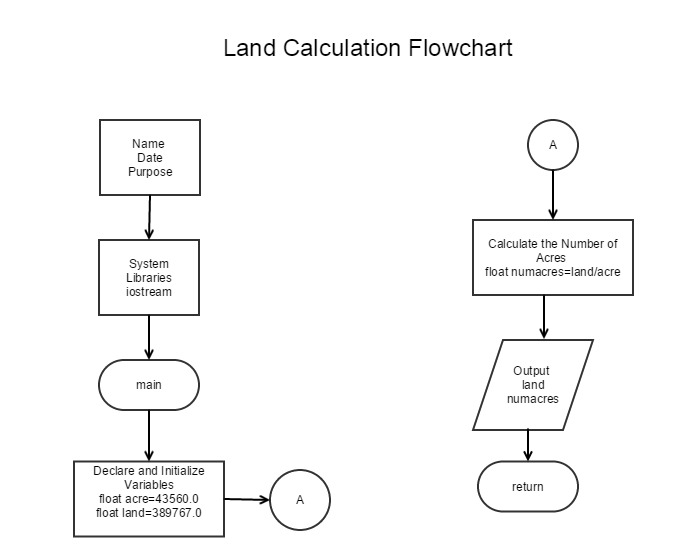 Land Calculation Flowchart
Name
Date
Purpose
System
Libraries
iostream
main
Declare and Initialize
Variables
float acre=43560.0
float land=389767.0
A
A
Calculate the Number of
Acres
float numacres=land/acre
Output
land
numacres
return